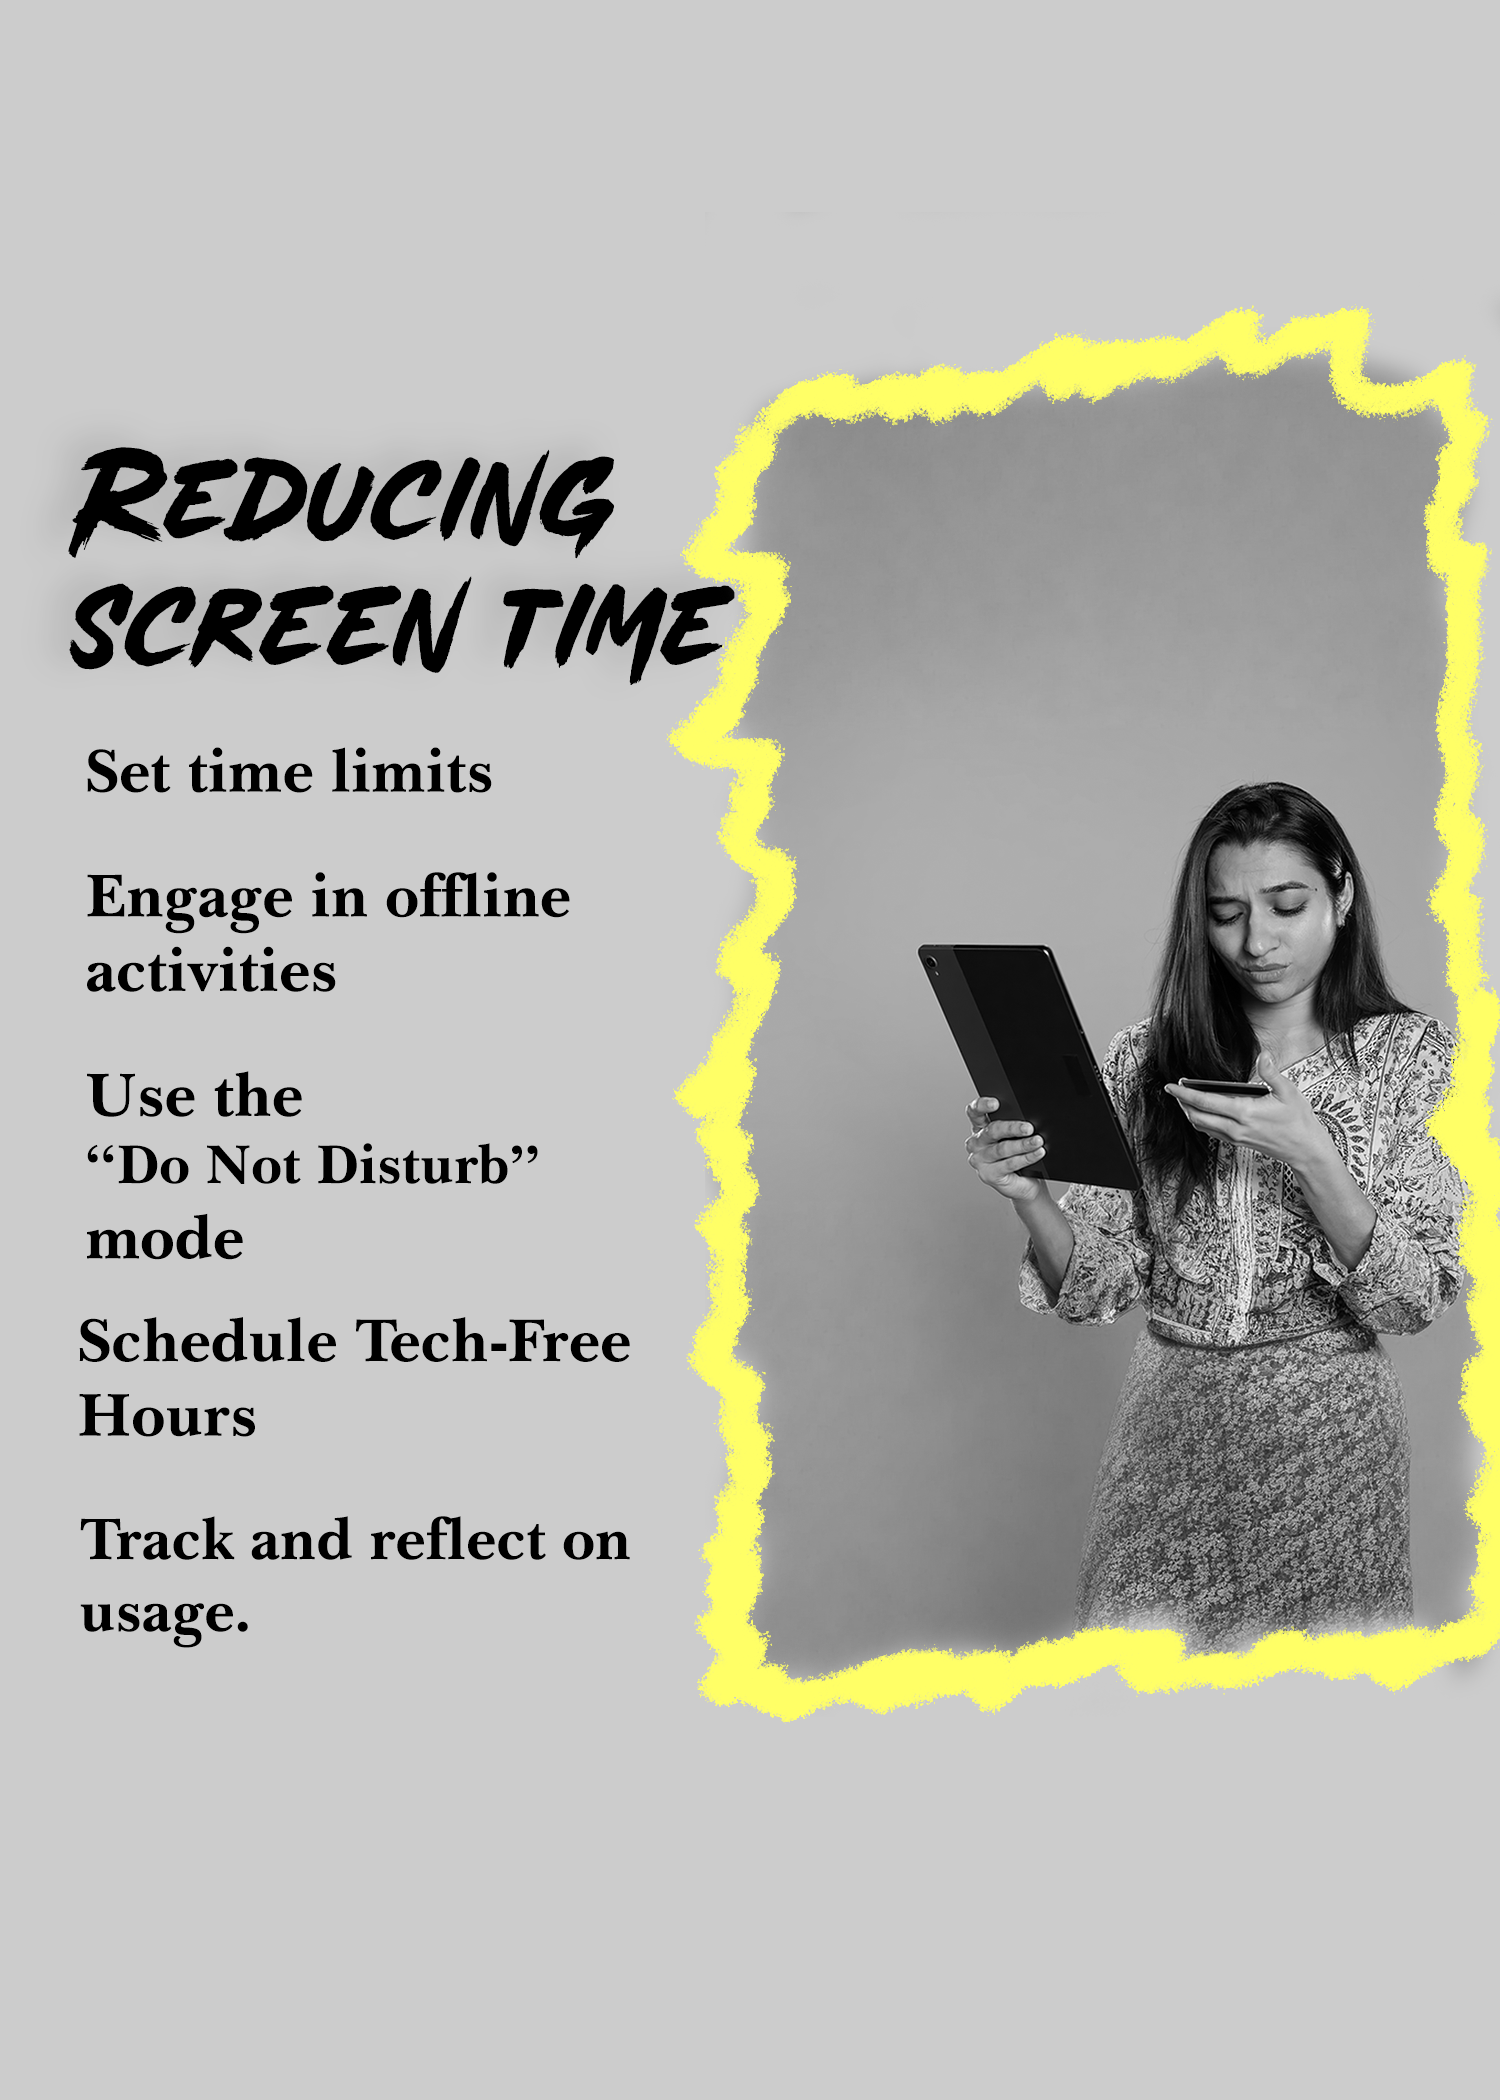 REDUCING
SCREEN TIME
Set time limits
Engage in offline
activities
Use the
“Do Not Disturb”
mode
Schedule Tech-Free
Hours
Track and reflect on
usage.